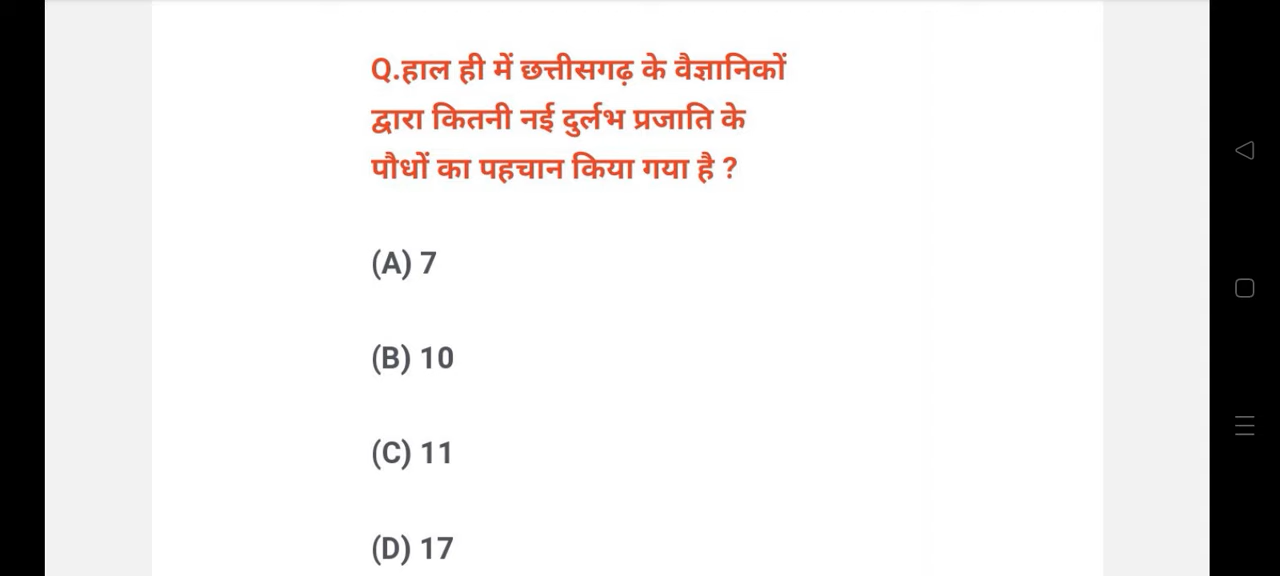 Q.हाल ही में छत्तीसगढ़ के वैज्ञानिकों
द्वारा कितनी नई दुर्लभ प्रजाति के
पौधों का पहचान किया गया है ?
(A) 7
(B) 10
(C) 11
(D) 17